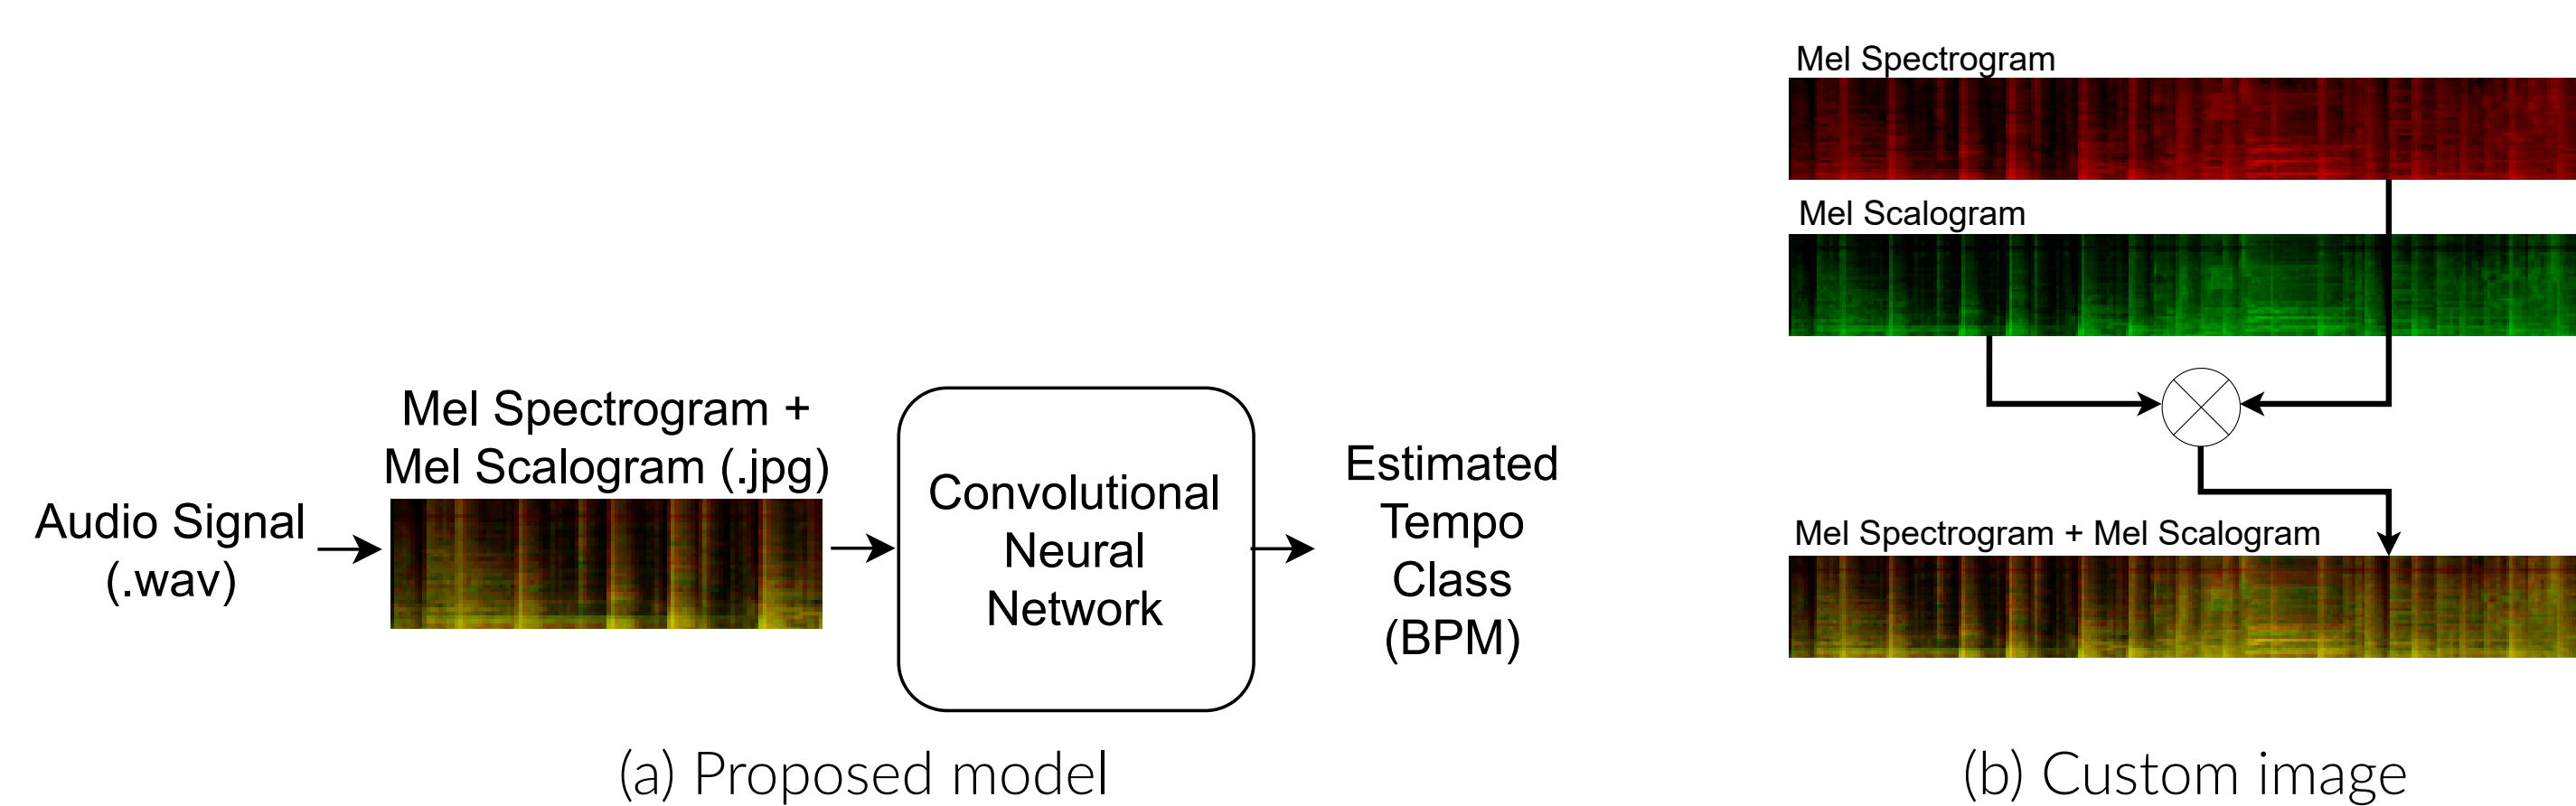 Audio Signal
(.wav)
Mel Spectrogram +
Mel Scalogram (.jpg)
Convolutional
Neural
Network
Estimated
Tempo
Class
(BPM)
(a) Proposed model
Mel Spectrogram
Mel Scalogram
Mel Spectrogram + Mel Scalogram
(b) Custom image